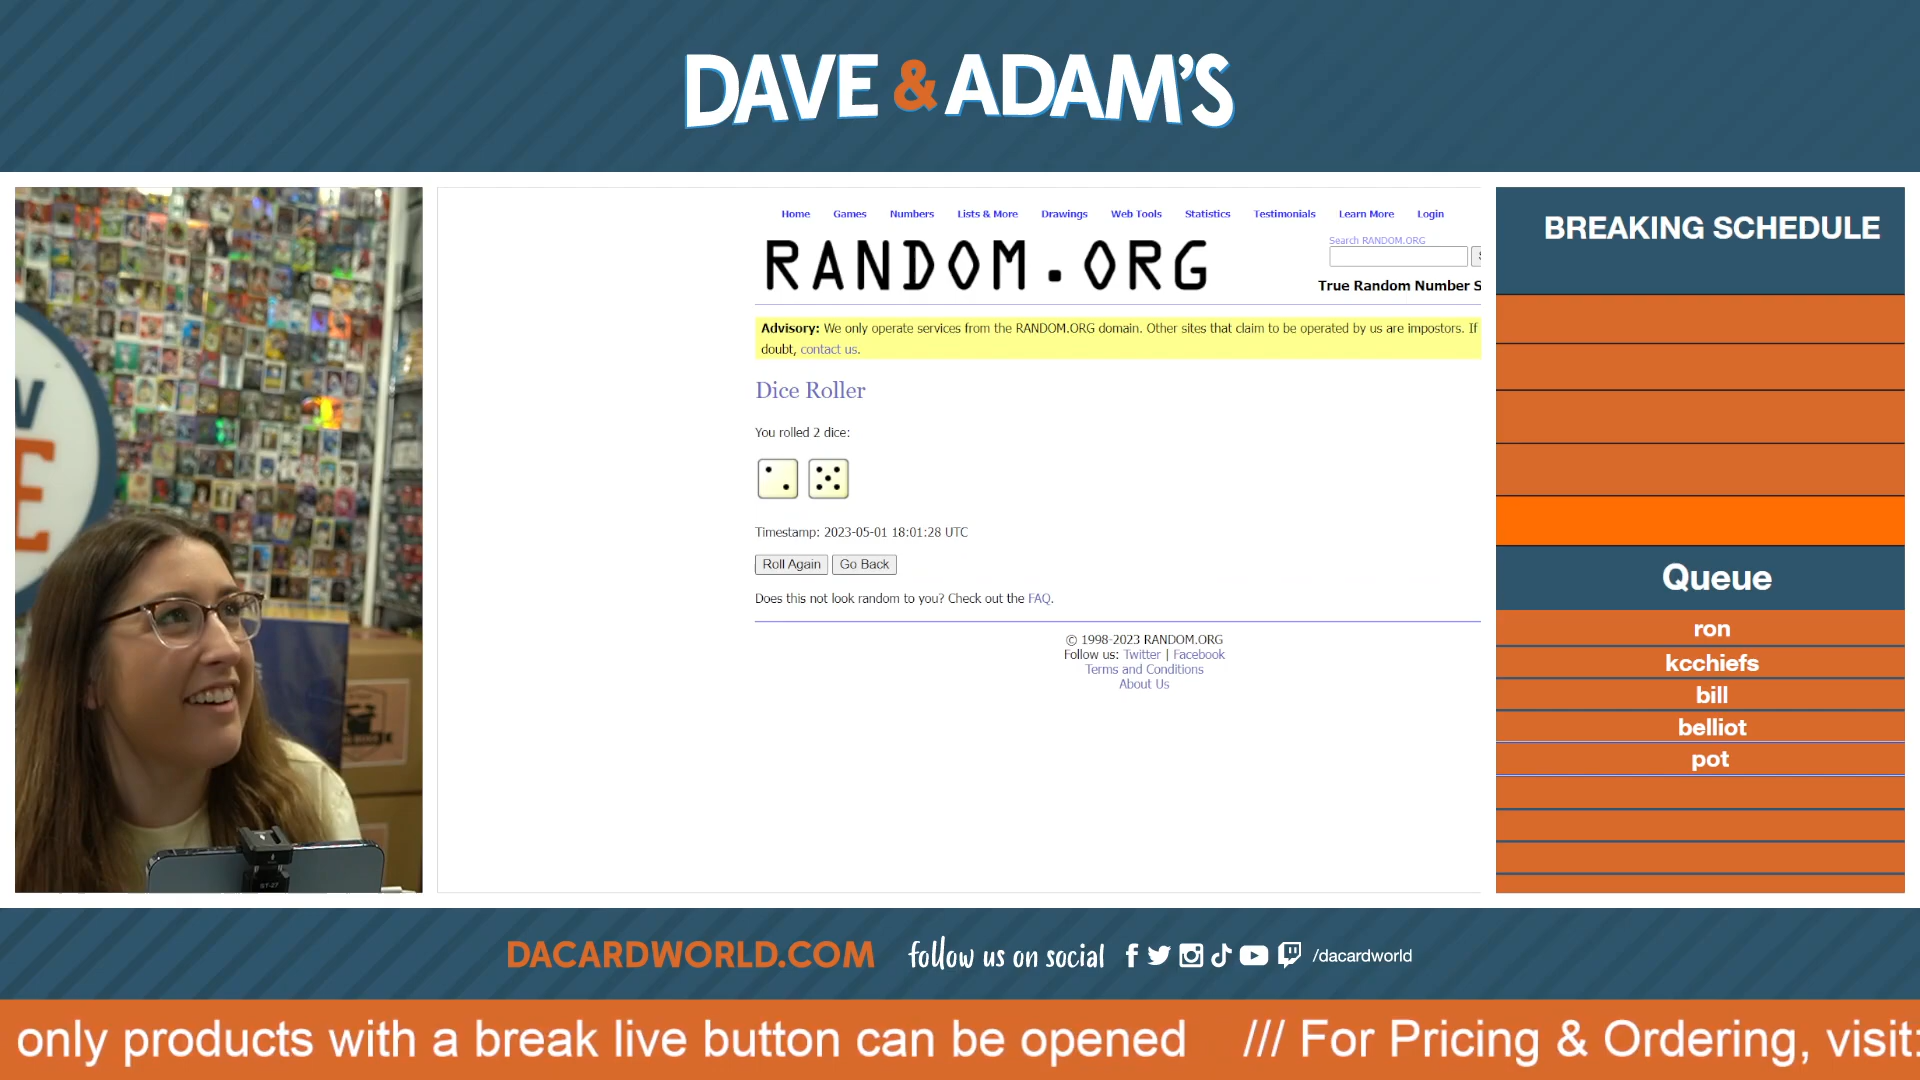 DAVE & ADAM'S
Home Games Numbers Lists & More Drawings Web Tools Statistics Testimonials Learn More Login
RANDOM.ORG
Search RANDOM.ORG
True Random Number S
Advisory: We only operate services from the RANDOM.ORG domain. Other sites that claim to be operated by us are impostors. If
doubt, contact us.
Dice Roller
You rolled 2 dice:
Timestamp: 2023-05-01 18:01:28 UTC
Roll Again Go Back
Does this not look random to you? Check out the FAQ.
© 1998-2023 RANDOM.ORG
Follow us: Twitter | Facebook
Terms and Conditions
About Us
BREAKING SCHEDULE
Queue
ron
kcchiefs
bill
belliot
pot
DACARDWORLD.COM follow us on social /dacardworld
only products with a break live button can be opened /// For Pricing & Ordering, visit: